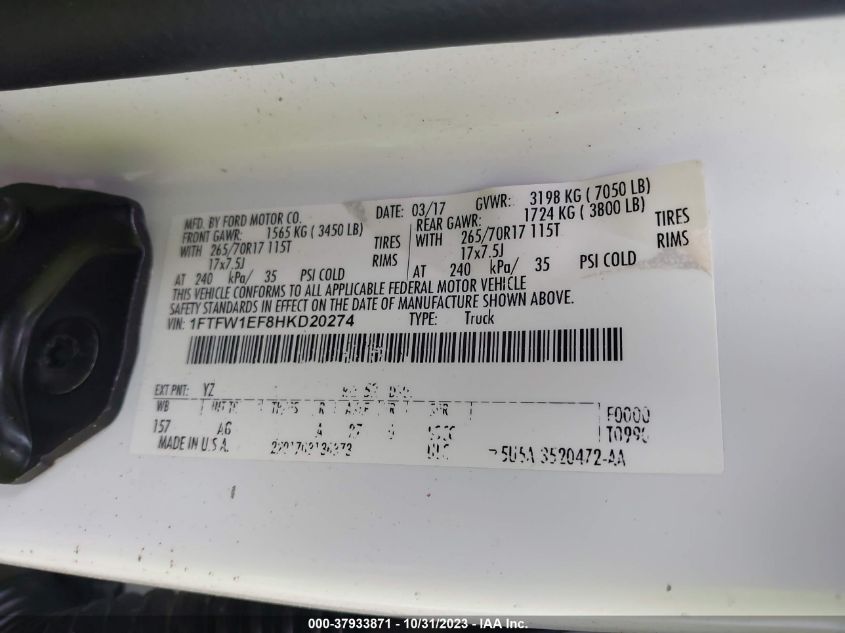 MFD. BY FORD MOTOR CO. DATE: 03/17 GVWR: 3198 KG ( 7050 LB)
FRONT GAWR: 1565 KG ( 3450 LB) REAR GAWR: 1724 KG ( 3800 LB)
WITH 265/70R17 115T TIRES WITH 265/70R17 115T TIRES
17x7.5J RIMS 17x7.5J RIMS
AT 240 kPa/ 35 PSI COLD AT 240 kPa/ 35 PSI COLD
THIS VEHICLE CONFORMS TO ALL APPLICABLE FEDERAL MOTOR VEHICLE
SAFETY STANDARDS IN EFFECT ON THE DATE OF MANUFACTURE SHOWN ABOVE.
VIN: 1FTFW1EF8HKD20274 TYPE: Truck
EXT PNT: YZ
WB
157 AG A 27
F0000
MADE IN U.S.A.
000-37933871 - 10/31/2023 - IAA Inc.